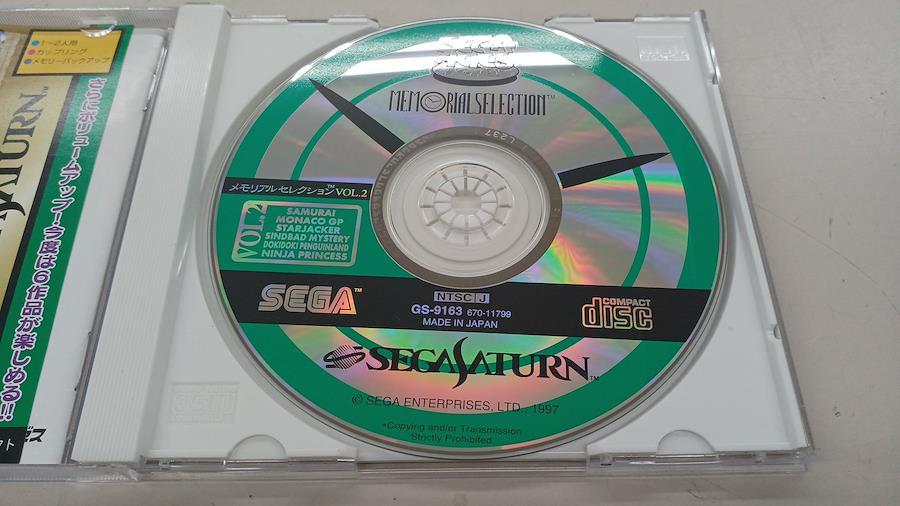 1~2人用
カップリング
メモリーバックアップ
さらにボリュームアップ!今度は6作品が楽しめる!!
SEGA
AGES
MEMORIAL SELECTION™
メモリアル セレクション™ VOL.2
VOL.2
SAMURAI
MONACO GP
STARJACKER
SINDBAD MYSTERY
DOKIDOKI PENGUINLAND
NINJA PRINCESS
L237
SEGA™
NTSC J
GS-9163 670-11799
MADE IN JAPAN
COMPACT
disc
SEGASATURN™
© SEGA ENTERPRISES, LTD., 1997
•Copying and/or Transmission
Strictly Prohibited.